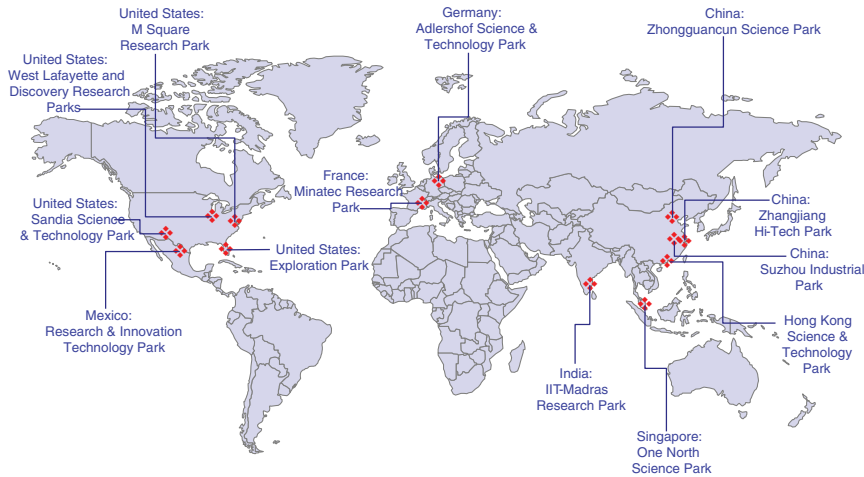 United States:
M Square
Research Park
Germany:
Adlershof Science &
Technology Park
China:
Zhongguancun Science Park
United States:
West Lafayette and
Discovery Research
Parks
France:
Minatec Research
Park
United States:
Sandia Science
& Technology Park
China:
Zhangjiang
Hi-Tech Park
United States:
Exploration Park
China:
Suzhou Industrial
Park
Mexico:
Research & Innovation
Technology Park
Hong Kong
Science &
Technology
Park
India:
IIT-Madras
Research Park
Singapore:
One North
Science Park